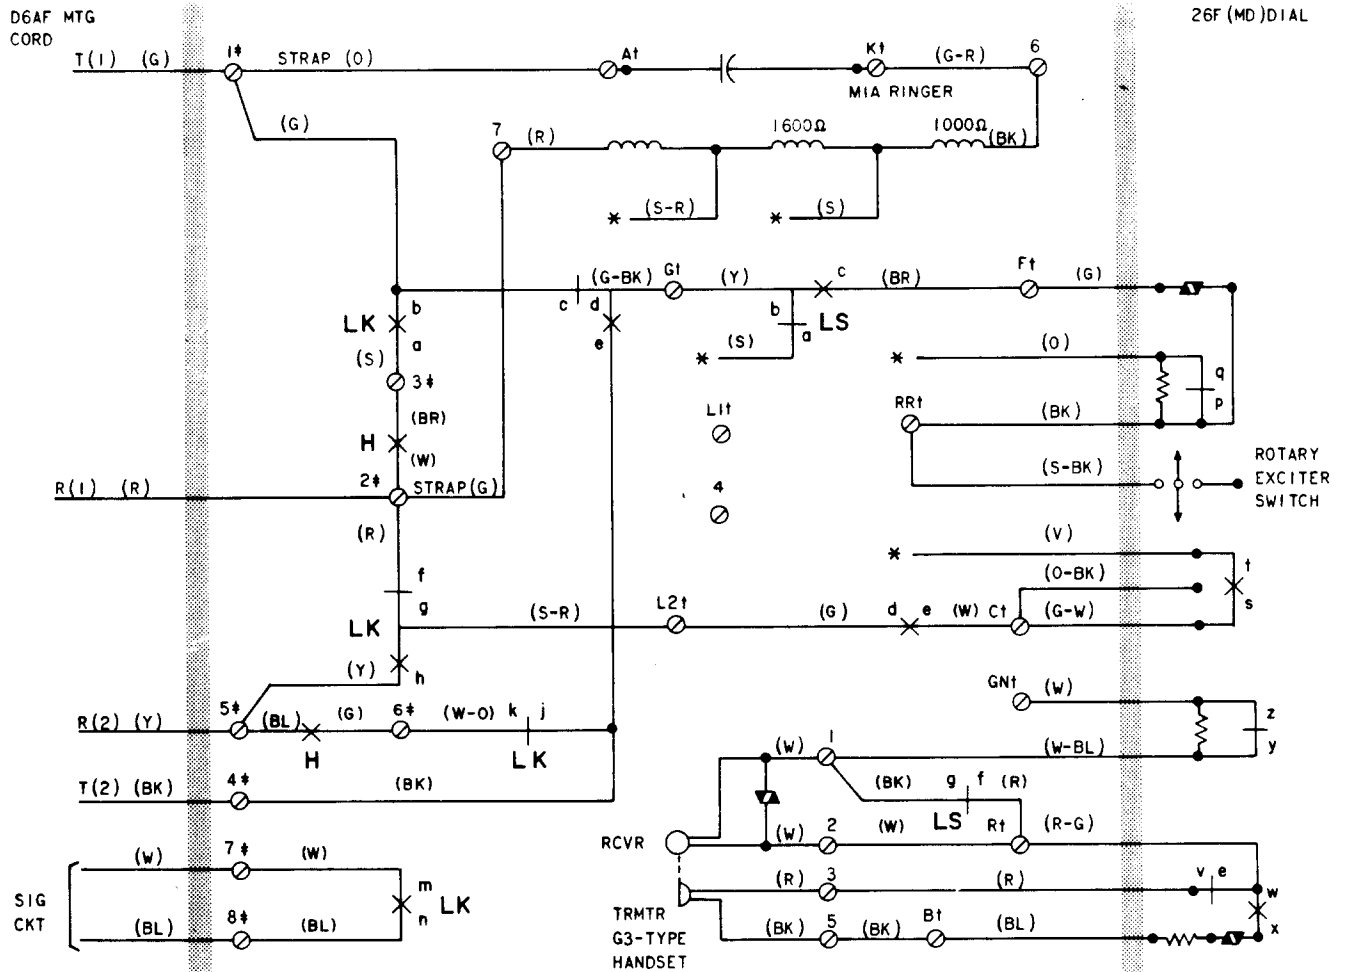 D6AF MTG
CORD
26F (MD) DIAL
T(1) (G)
1‡
STRAP (O)
A†
K†
(G-R)
6
M1A RINGER
(G)
7
(R)
1600Ω
1000Ω
(BK)
* (S-R)
* (S)
(G-BK)
G†
(Y)
c
(BR)
F†
(G)
b
c
d
b
LK
LS
a
e
a
(S)
* (S)
* (O)
3‡
q
p
(BR)
L1†
RR†
(BK)
H
(W)
2‡
STRAP(G)
4
(S-BK)
ROTARY
EXCITER
SWITCH
R(1) (R)
(R)
* (V)
f
t
(O-BK)
g
s
LK
(S-R)
L2†
(G)
d
e
(W)
C†
(G-W)
(Y)
h
GN†
(W)
5‡
(BL)
(G)
6‡
(W-O)
k
j
R(2) (Y)
z
y
H
LK
(W)
1
(W-BL)
T(2) (BK)
4‡
(BK)
(BK)
g
f
(R)
LS
RCVR
(W)
2
(W)
R†
(R-G)
(W)
7‡
(W)
m
n
LK
(R)
3
(R)
v
e
w
SIG
CKT
x
(BL)
8‡
(BL)
TRMTR
G3-TYPE
HANDSET
(BK)
5
(BK)
B†
(BL)